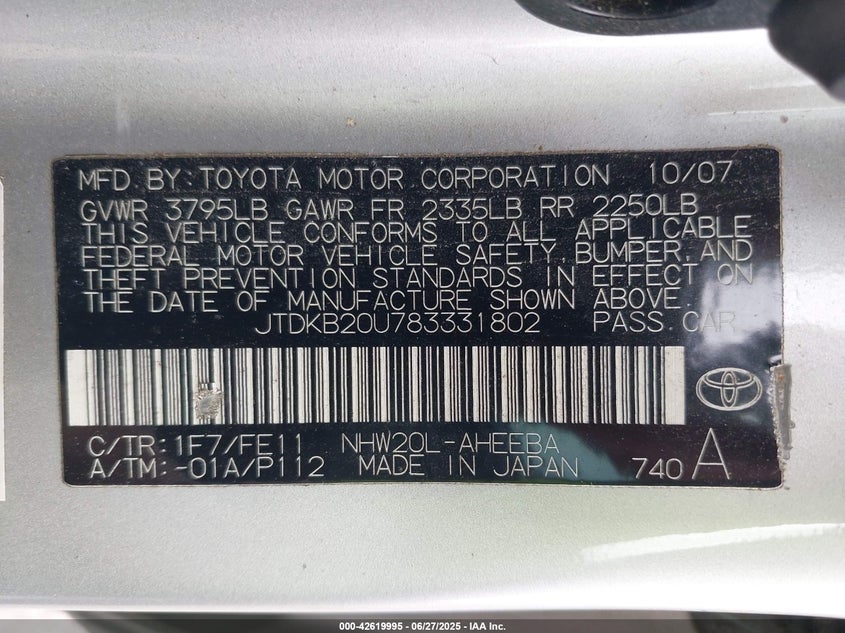 MFD. BY: TOYOTA MOTOR CORPORATION 10/07
GVWR 3795LB GAWR FR 2335LB RR 2250LB
THIS VEHICLE CONFORMS TO ALL APPLICABLE
FEDERAL MOTOR VEHICLE SAFETY, BUMPER, AND
THEFT PREVENTION STANDARDS IN EFFECT ON
THE DATE OF MANUFACTURE SHOWN ABOVE.
JTDKB20U783331802 PASS. CAR
C/TR: 1F7/FE11 NHW20L-AHEEBA
A/TM: -01A/P112 MADE IN JAPAN 740 A
000-42619995 - 06/27/2025 - IAA Inc.